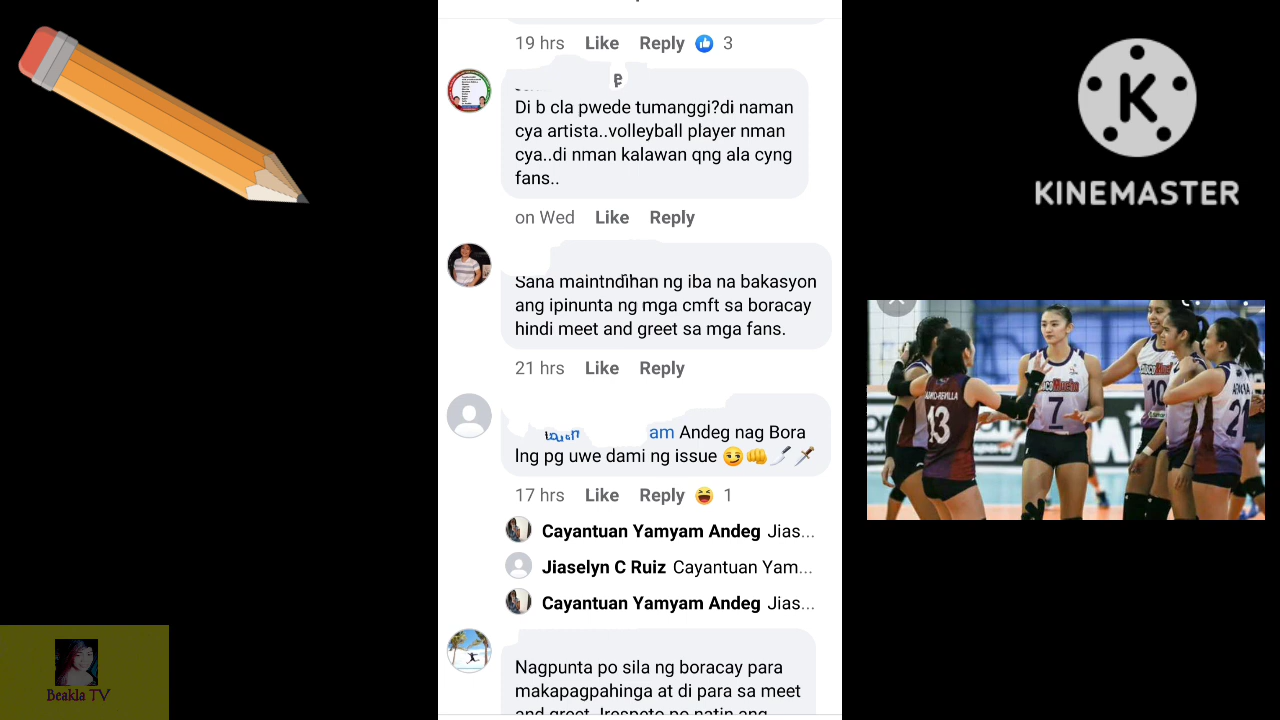 19 hrs Like Reply 3
Di b cla pwede tumanggi?di naman
cya artista..volleyball player nman
cya..di nman kalawan qng ala cyng
fans..
on Wed Like Reply
Sana maintndihan ng iba na bakasyon
ang ipinunta ng mga cmft sa boracay
hindi meet and greet sa mga fans.
21 hrs Like Reply
am Andeg nag Bora
lng pg uwe dami ng issue 😏👊🔪🗡
17 hrs Like Reply 😆 1
Cayantuan Yamyam Andeg Jias...
Jiaselyn C Ruiz Cayantuan Yam...
Cayantuan Yamyam Andeg Jias...
Nagpunta po sila ng boracay para
makapagpahinga at di para sa meet
and greet. Irespeto po natin ang
K
KINEMASTER
13
7
10
21
Beakla TV